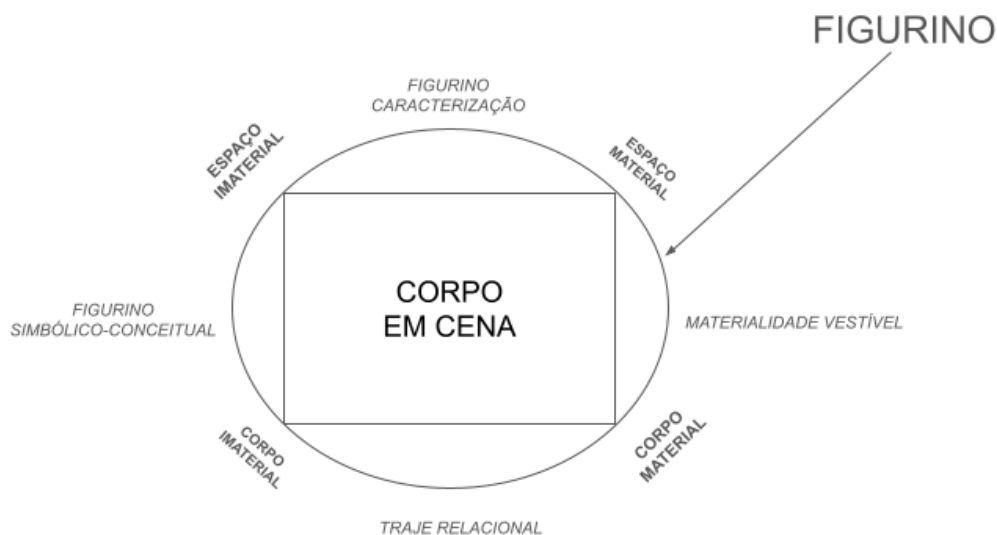 FIGURINO
FIGURINO
CARACTERIZAÇÃO
ESPAÇO
IMATERIAL
ESPAÇO
MATERIAL
CORPO
EM CENA
FIGURINO
SIMBÓLICO-CONCEITUAL
MATERIALIDADE VESTÍVEL
CORPO
IMATERIAL
CORPO
MATERIAL
TRAJE RELACIONAL